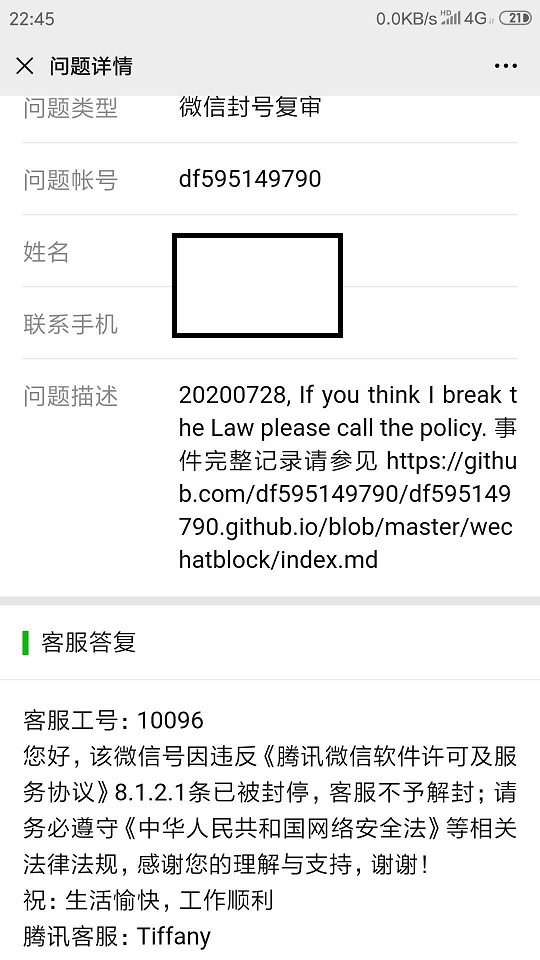 22:45 0.0KB/s HD 4G 21
问题详情
问题类型 微信封号复审
问题帐号 df595149790
姓名
联系手机
问题描述 20200728, If you think I break t
he Law please call the policy. 事
件完整记录请参见 https://githu
b.com/df595149790/df595149
790.github.io/blob/master/wec
hatblock/index.md
客服答复
客服工号：10096
您好，该微信号因违反《腾讯微信软件许可及服
务协议》8.1.2.1条已被封停，客服不予解封；请
务必遵守《中华人民共和国网络安全法》等相关
法律法规，感谢您的理解与支持，谢谢！
祝：生活愉快，工作顺利
腾讯客服：Tiffany